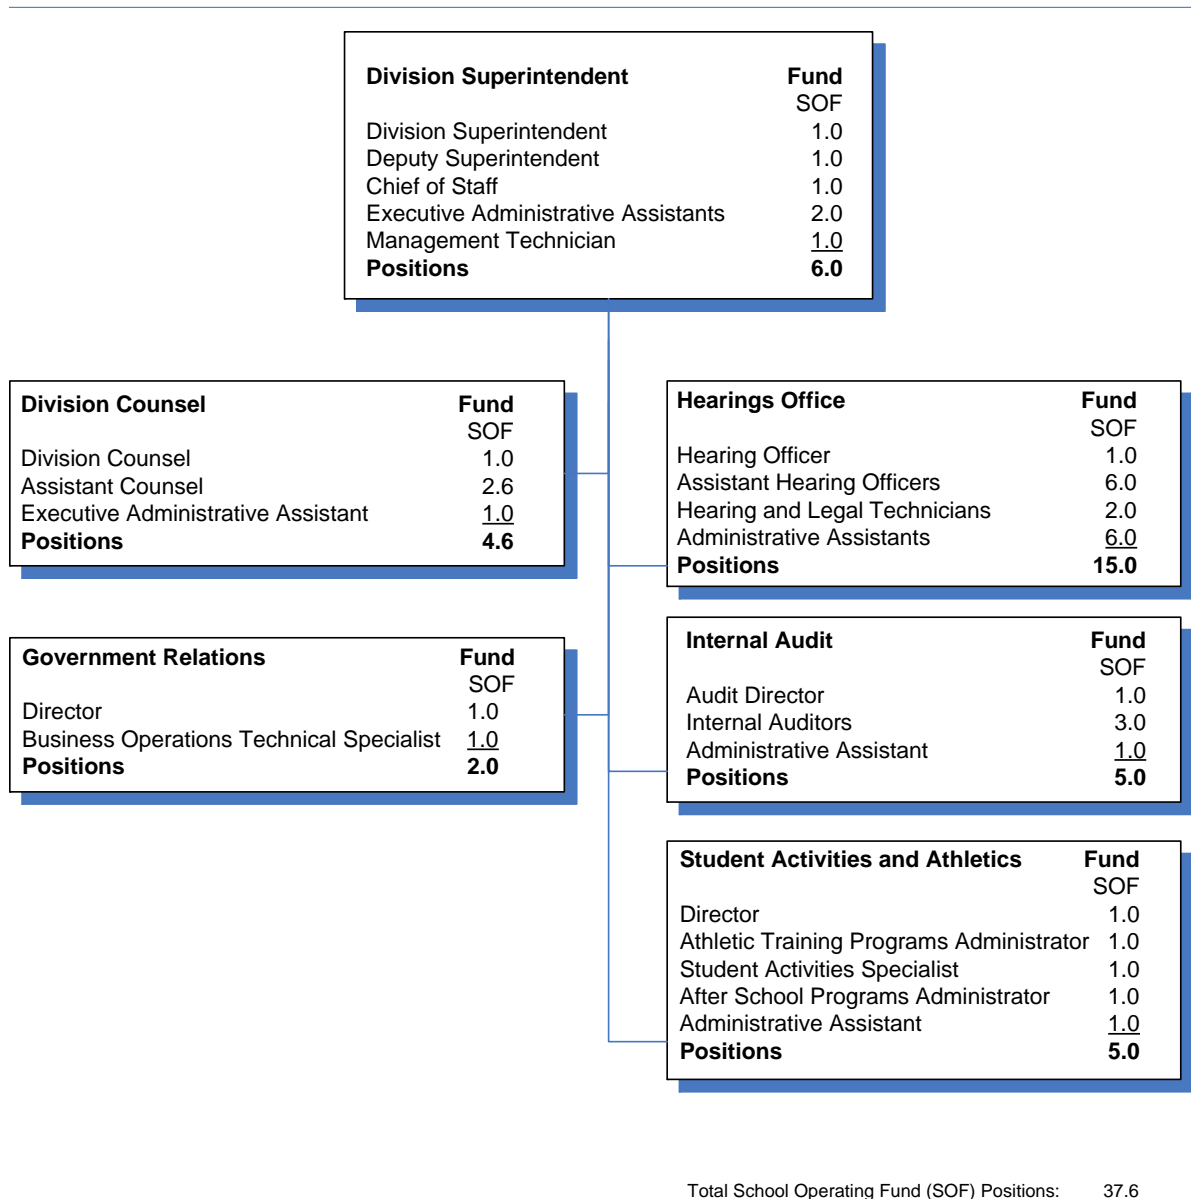 Division Superintendent Fund
SOF
Division Superintendent 1.0
Deputy Superintendent 1.0
Chief of Staff 1.0
Executive Administrative Assistants 2.0
Management Technician 1.0
Positions 6.0
Division Counsel Fund
SOF
Division Counsel 1.0
Assistant Counsel 2.6
Executive Administrative Assistant 1.0
Positions 4.6
Hearings Office Fund
SOF
Hearing Officer 1.0
Assistant Hearing Officers 6.0
Hearing and Legal Technicians 2.0
Administrative Assistants 6.0
Positions 15.0
Government Relations Fund
SOF
Director 1.0
Business Operations Technical Specialist 1.0
Positions 2.0
Internal Audit Fund
SOF
Audit Director 1.0
Internal Auditors 3.0
Administrative Assistant 1.0
Positions 5.0
Student Activities and Athletics Fund
SOF
Director 1.0
Athletic Training Programs Administrator 1.0
Student Activities Specialist 1.0
After School Programs Administrator 1.0
Administrative Assistant 1.0
Positions 5.0
Total School Operating Fund (SOF) Positions: 37.6